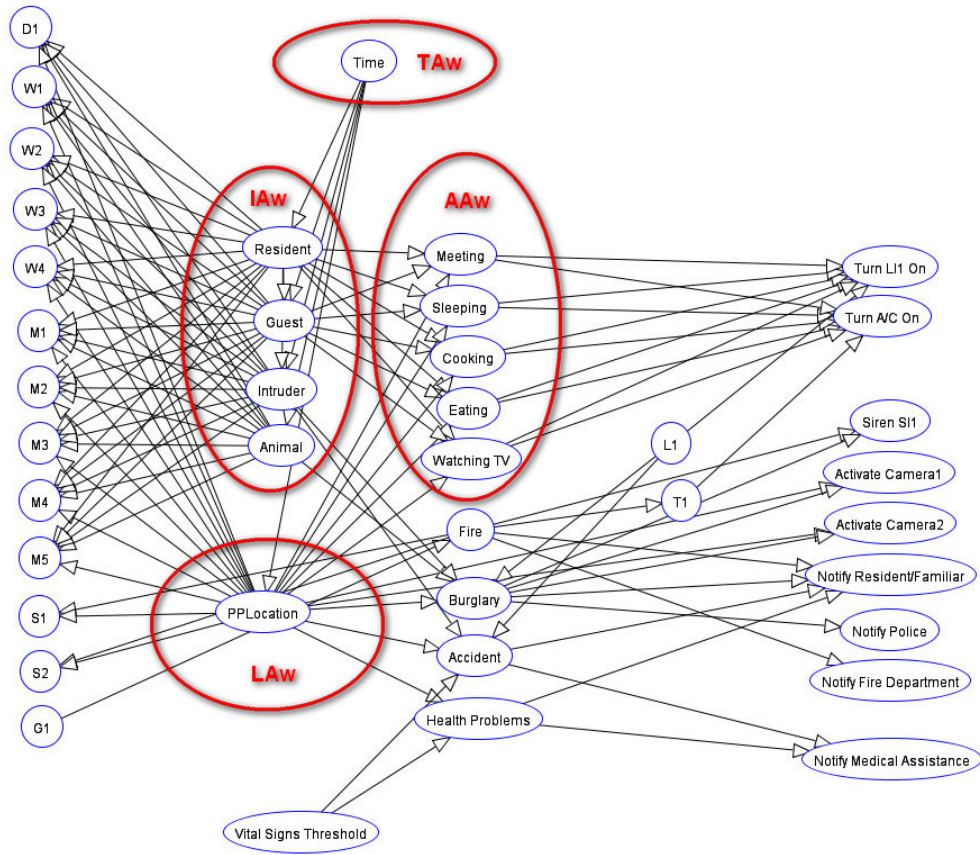 D1
W1
W2
W3
W4
M1
M2
M3
M4
M5
S1
S2
G1
Time
TAw
IAw
Resident
Guest
Intruder
Animal
PPLocation
LAw
Vital Signs Threshold
AAw
Meeting
Sleeping
Cooking
Eating
Watching TV
Fire
Burglary
Accident
Health Problems
L1
T1
Turn LI1 On
Turn A/C On
Siren SI1
Activate Camera1
Activate Camera2
Notify Resident/Familiar
Notify Police
Notify Fire Department
Notify Medical Assistance